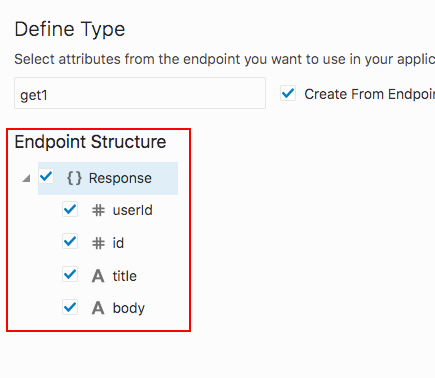 Define Type
Select attributes from the endpoint you want to use in your applic
get1
Create From Endpoin
Endpoint Structure
{ } Response
# userId
# id
A title
A body